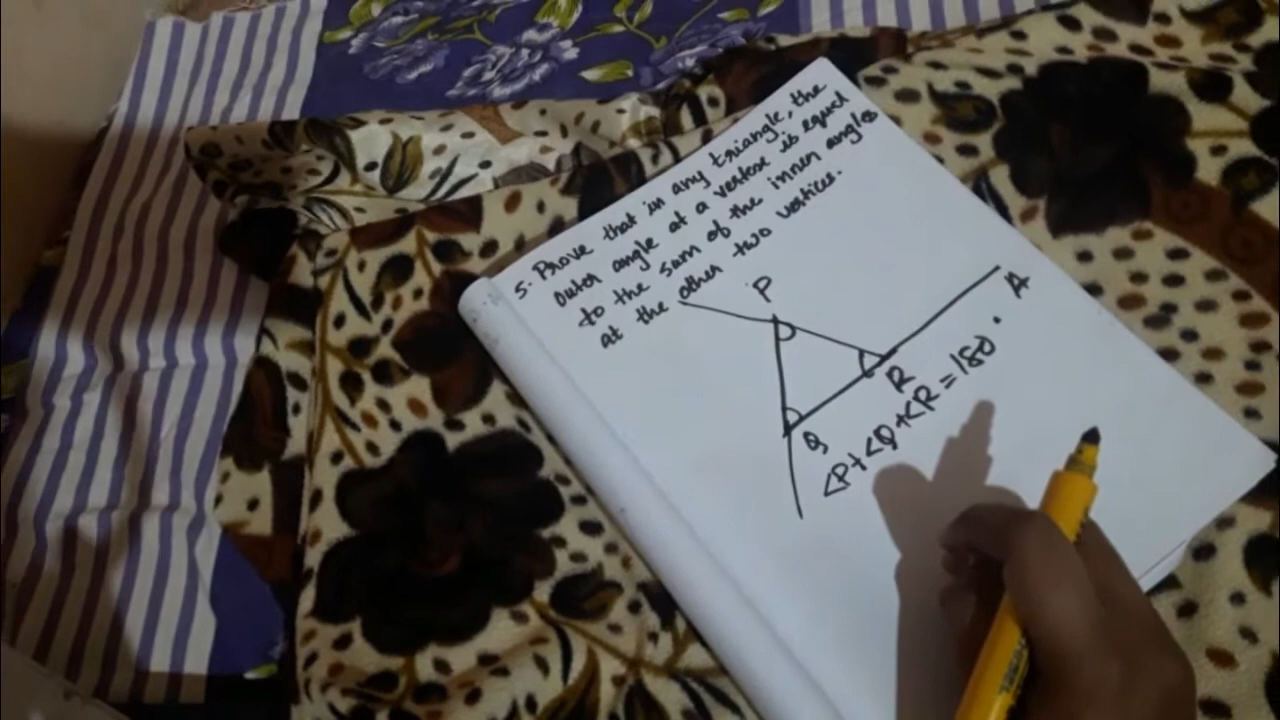 5. Prove that in any triangle, the
outer angle at a vertex is equal
to the sum of the inner angles
at the other two vertices.
P
A
R
Q
<P+<Q+<R=180°